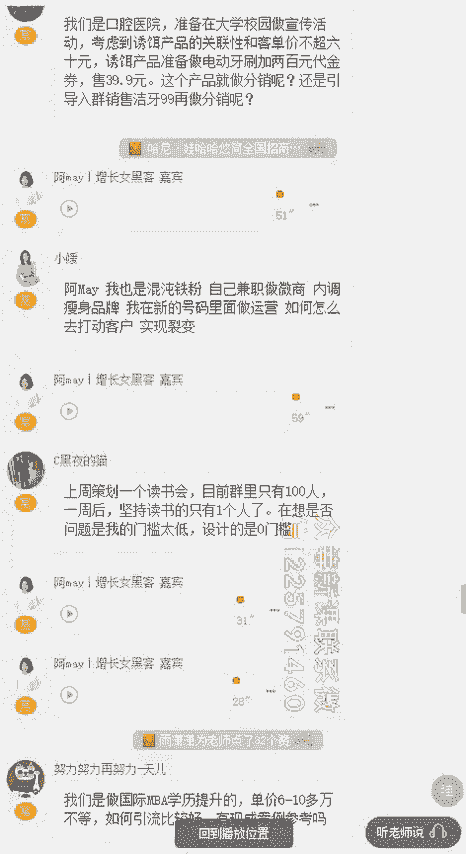 我们是口腔医院，准备在大学校园做宣传活
动，考虑到诱饵产品的关联性和客单价不超六
十元，诱饵产品准备做电动牙刷加两百元代金
券，售39.9元。这个产品就做分销呢？还是引
导入群销售洁牙99再做分销呢？
阿may丨增长女黑客 嘉宾
51"
小媛
阿May 我也是混沌铁粉 自己兼职做微商 内调
瘦身品牌 我在新的号码里面做运营 如何怎么
去打动客户 实现裂变
阿may丨增长女黑客 嘉宾
59"
C黑夜的猫
上周策划一个读书会，目前群里只有100人，
一周后，坚持读书的只有1个人了。在想是否
问题是我的门槛太低，设计的是0门槛
阿may丨增长女黑客 嘉宾
31"
阿may丨增长女黑客 嘉宾
28"
努力努力再努力—天儿
我们是做国际MBA学历提升的，单价6-10多万
不等，如何引流比较好，有现成案例参考吗
回到播放位置
听老师说